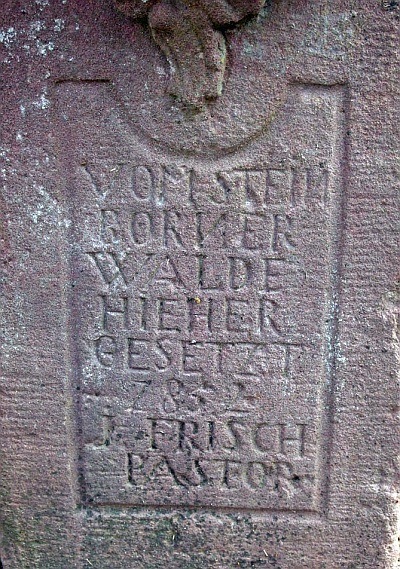 VOM STEIN
BORNER
WALDE
HIEHER
GESETZT
J. FRISCH
PASTOR